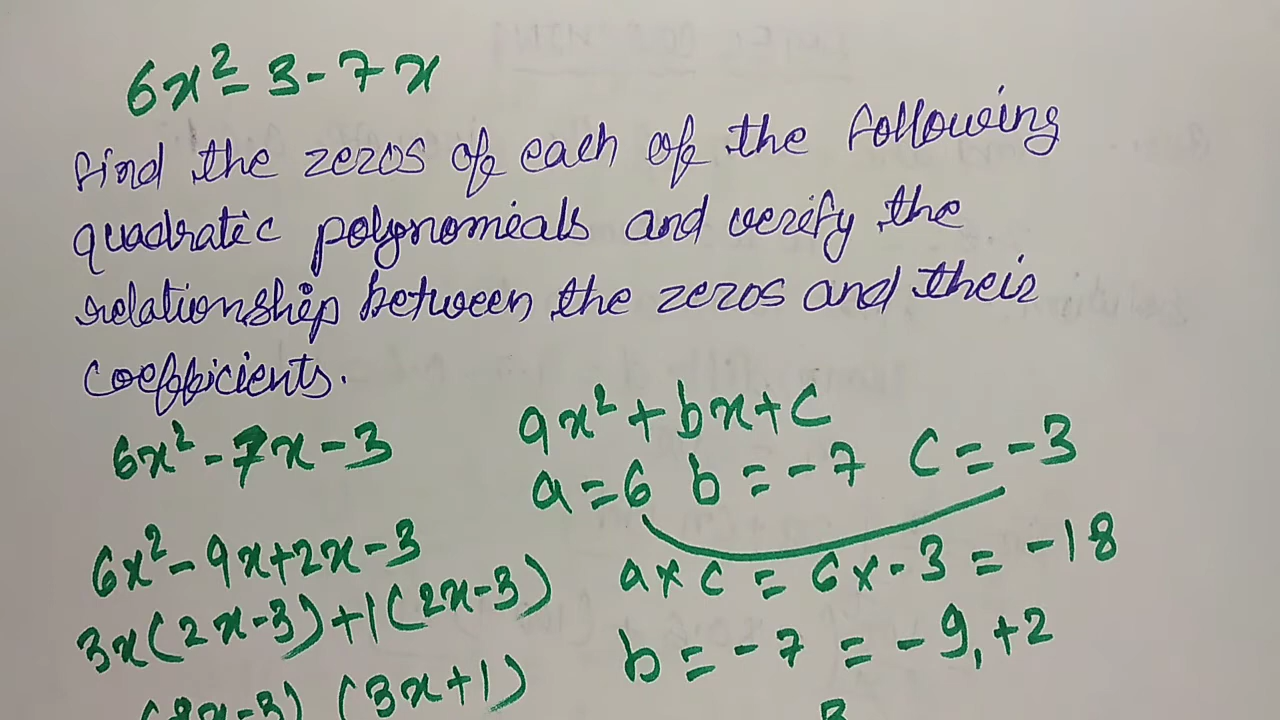 6x² - 3 - 7x
find the zeros of each of the following
quadratic polynomials and verify the
relationship between the zeros and their
coefficients.
6x² - 7x - 3
ax² + bx + c
a = 6 b = -7 c = -3
6x² - 9x + 2x - 3
a × c = 6 × -3 = -18
3x(2x-3) + 1(2x-3)
b = -7 = -9, +2
(2x-3) (3x+1)
3